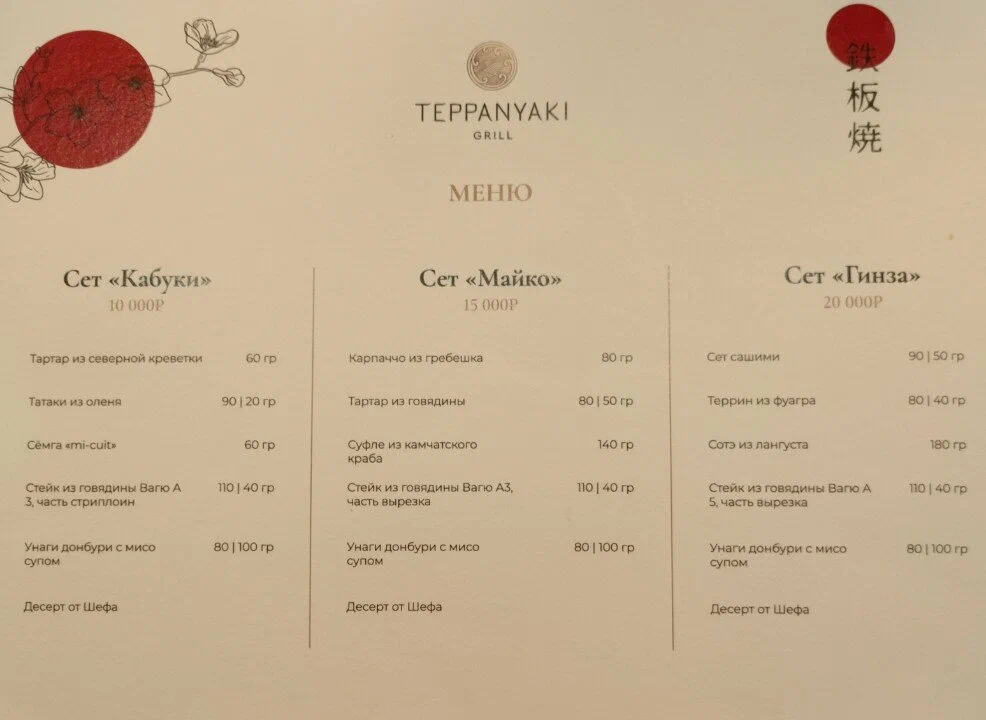 TEPPANYAKI
GRILL
鉄
板
焼
МЕНЮ
Сет «Кабуки»
10 000₽
Тартар из северной креветки 60 гр
Татаки из оленя 90 | 20 гр
Сёмга «mi-cuit» 60 гр
Стейк из говядины Вагю А 110 | 40 гр
3, часть стриплоин
Унаги донбури с мисо 80 | 100 гр
супом
Десерт от Шефа
Сет «Майко»
15 000₽
Карпаччо из гребешка 80 гр
Тартар из говядины 80 | 50 гр
Суфле из камчатского 140 гр
краба
Стейк из говядины Вагю А3, 110 | 40 гр
часть вырезка
Унаги донбури с мисо 80 | 100 гр
супом
Десерт от Шефа
Сет «Гинза»
20 000₽
Сет сашими 90 | 50 гр
Террин из фуагра 80 | 40 гр
Сотэ из лангуста 180 гр
Стейк из говядины Вагю А 110 | 40 гр
5, часть вырезка
Унаги донбури с мисо 80 | 100 гр
супом
Десерт от Шефа